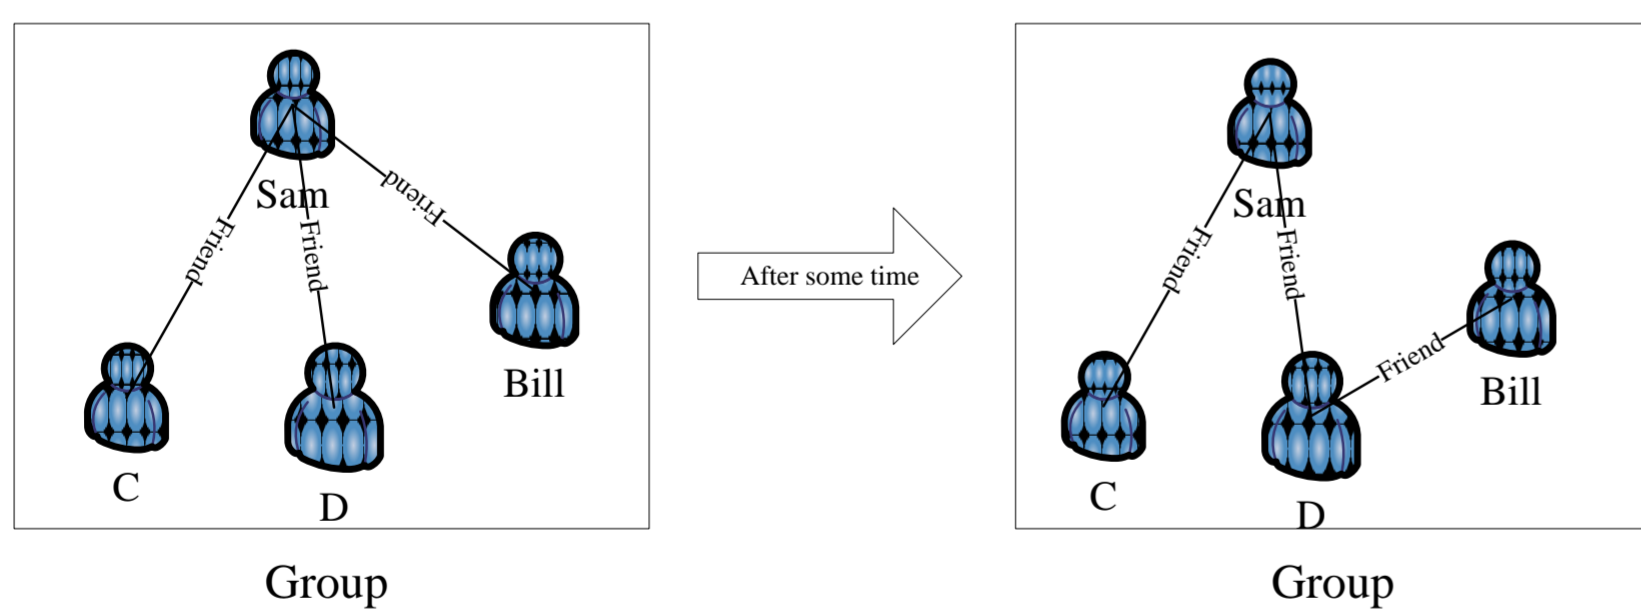 Sam
Friend
Friend
Friend
Bill
C
D
Group
After some time
Sam
Friend
Friend
Friend
Bill
C
D
Group